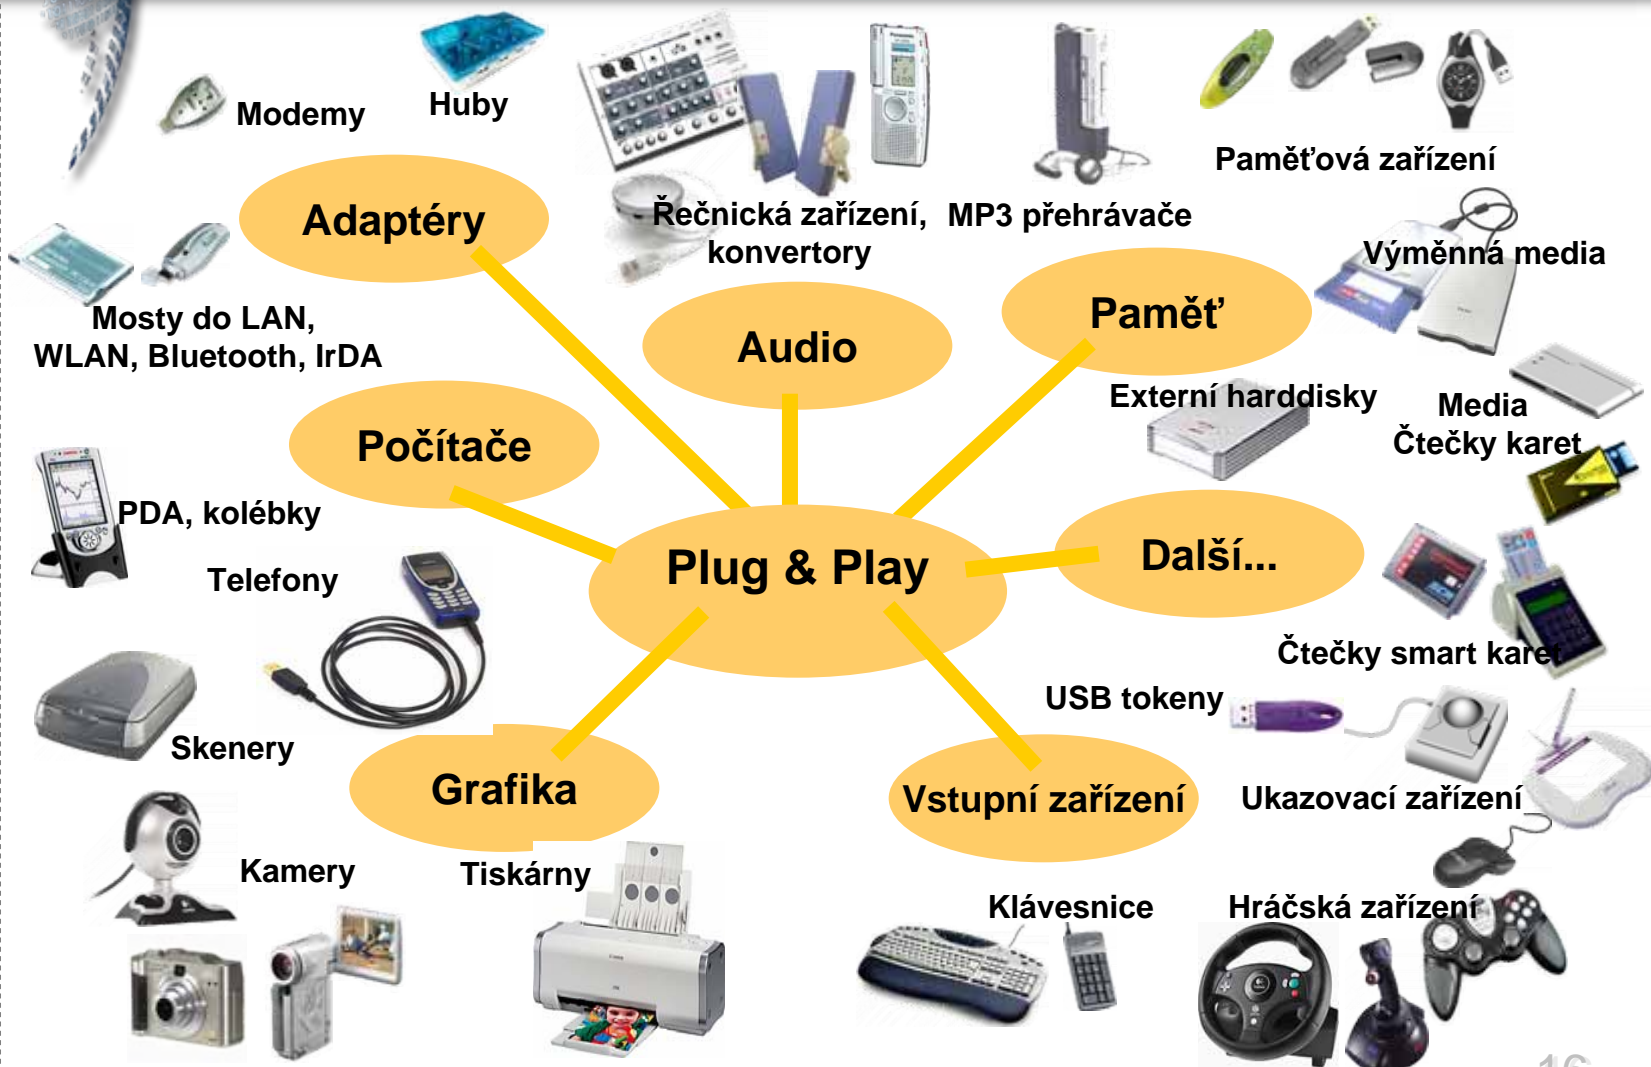 Modemy
Huby
Paměťová zařízení
Adaptéry
Řečnická zařízení,
konvertory
MP3 přehrávače
Výměnná media
Mosty do LAN,
WLAN, Bluetooth, IrDA
Audio
Paměť
Externí harddisky
Media
Čtečky karet
Počítače
PDA, kolébky
Plug & Play
Další...
Telefony
Čtečky smart karet
USB tokeny
Skenery
Grafika
Vstupní zařízení
Ukazovací zařízení
Kamery
Tiskárny
Klávesnice
Hráčská zařízení
16